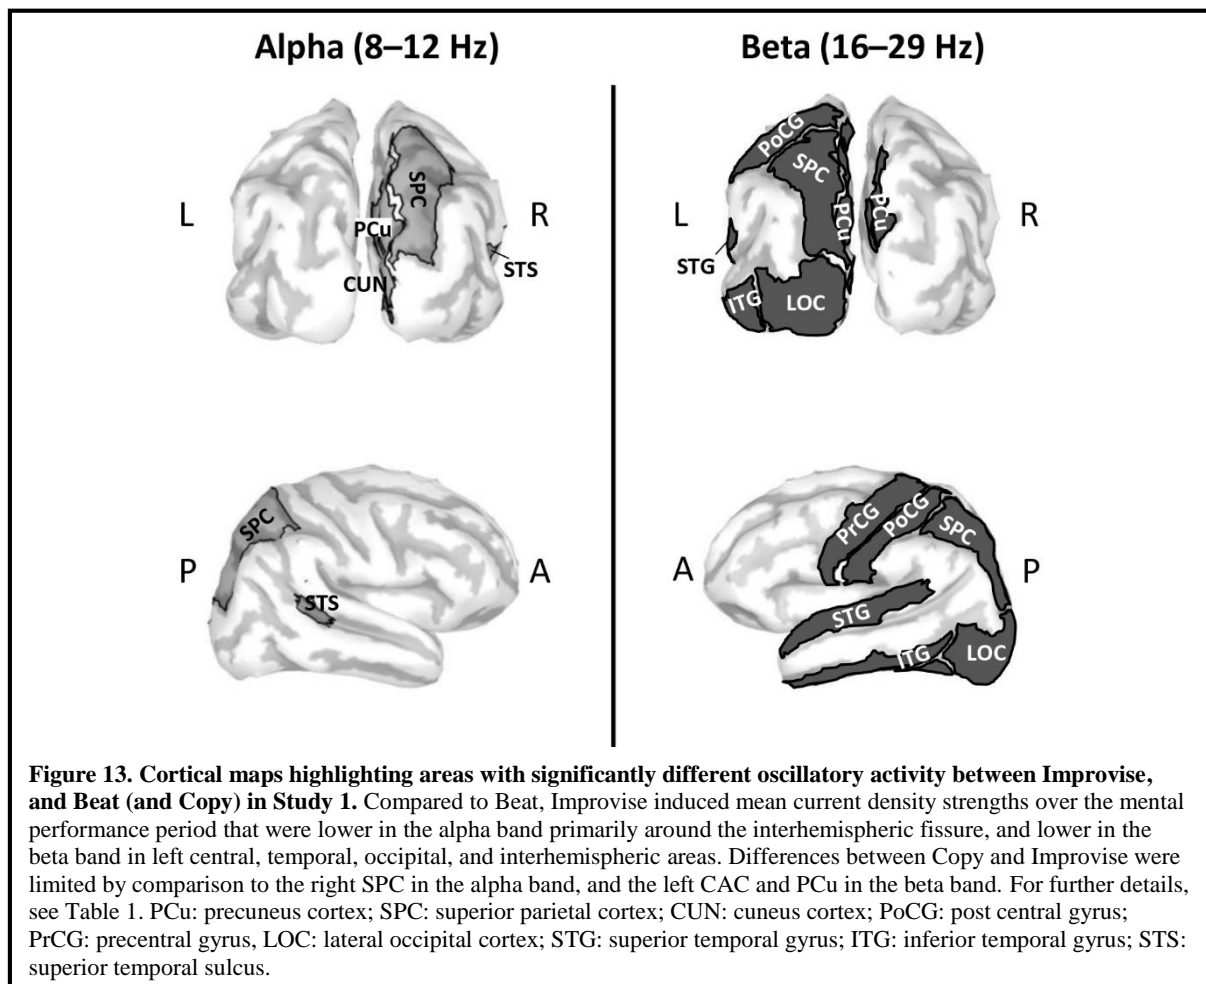 Alpha (8–12 Hz)
SPC
L
R
PCu
STS
CUN
SPC
P
A
STS
Beta (16–29 Hz)
PoCG
SPC
L
PCu
PCu
R
STG
ITG
LOC
PrCG
PoCG
SPC
A
P
STG
ITG
LOC
Figure 13. Cortical maps highlighting areas with significantly different oscillatory activity between Improvise,
and Beat (and Copy) in Study 1. Compared to Beat, Improvise induced mean current density strengths over the mental
performance period that were lower in the alpha band primarily around the interhemispheric fissure, and lower in the
beta band in left central, temporal, occipital, and interhemispheric areas. Differences between Copy and Improvise were
limited by comparison to the right SPC in the alpha band, and the left CAC and PCu in the beta band. For further details,
see Table 1. PCu: precuneus cortex; SPC: superior parietal cortex; CUN: cuneus cortex; PoCG: post central gyrus;
PrCG: precentral gyrus, LOC: lateral occipital cortex; STG: superior temporal gyrus; ITG: inferior temporal gyrus; STS:
superior temporal sulcus.